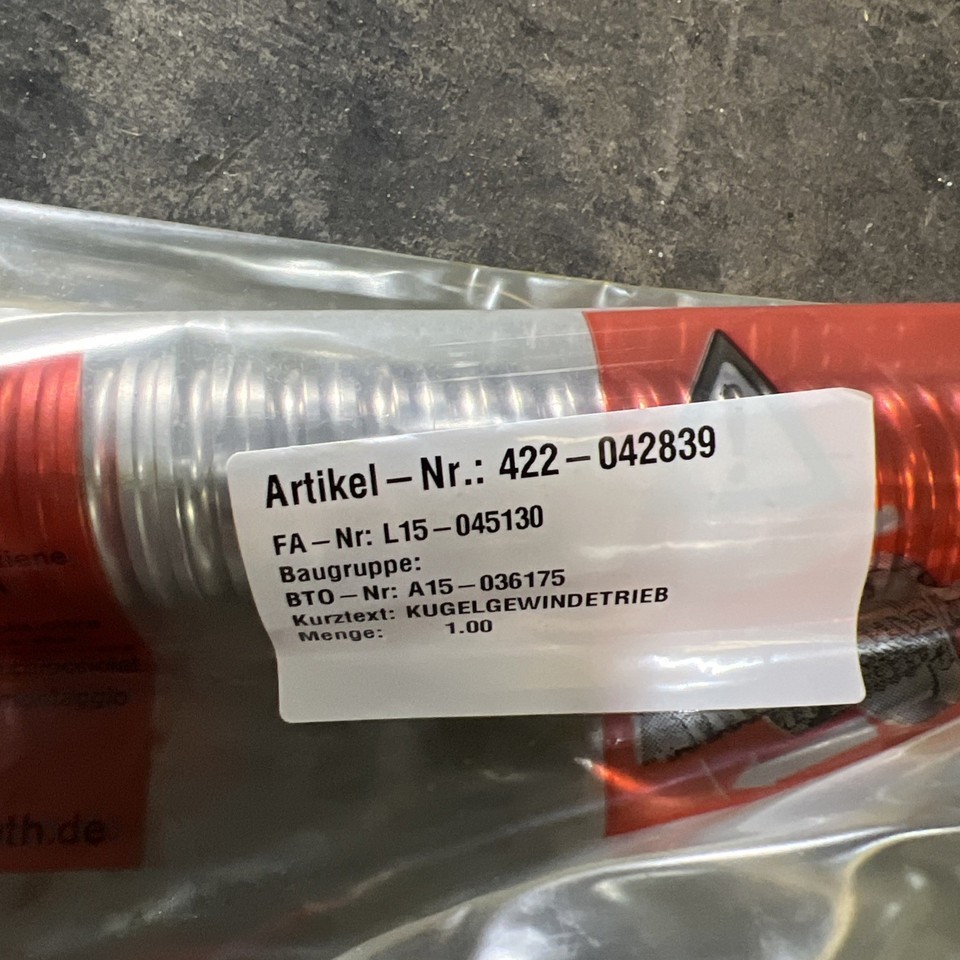 Artikel – Nr.: 422 – 042839
FA – Nr: L15 – 045130
Baugruppe:
BTO – Nr: A15 – 036175
Kurztext: KUGELGEWINDETRIEB
Menge: 1.00
montaggio
th.de